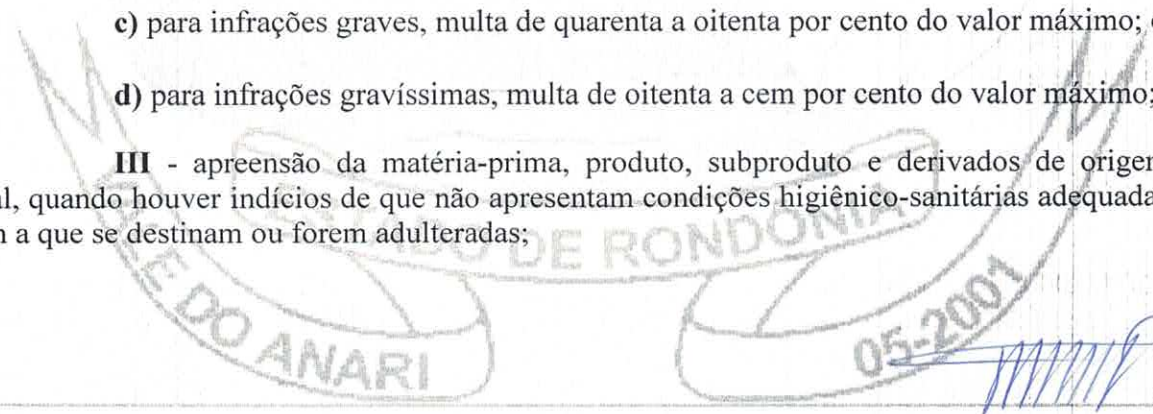 c) para infrações graves, multa de quarenta a oitenta por cento do valor máximo;
d) para infrações gravíssimas, multa de oitenta a cem por cento do valor máximo;
III - apreensão da matéria-prima, produto, subproduto e derivados de origem
quando houver indícios de que não apresentam condições higiênico-sanitárias adequada
a que se destinam ou forem adulteradas;
ESTADO DE RONDÔNIA
DO ANARI
05-2001